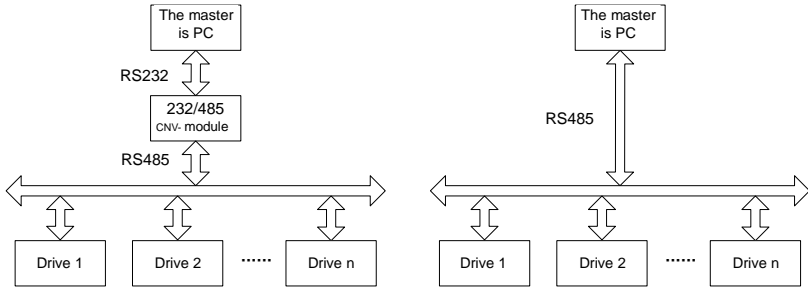 The master
is PC
RS232
232/485
CNV- module
RS485
Drive 1
Drive 2
......
Drive n
The master
is PC
RS485
Drive 1
Drive 2
......
Drive n